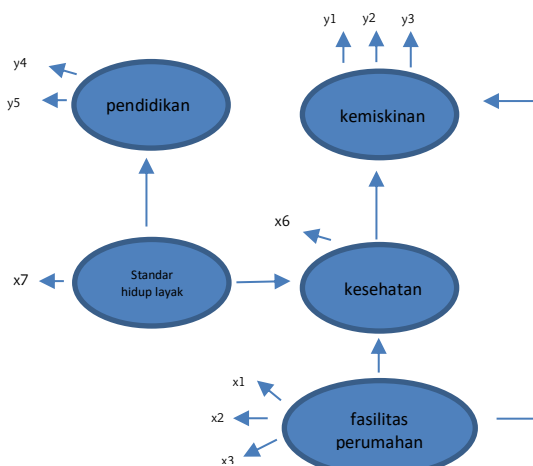 y1 y2 y3
y4
y5
pendidikan
kemiskinan
x6
x7
Standar
hidup layak
kesehatan
x1
x2
x3
fasilitas
perumahan